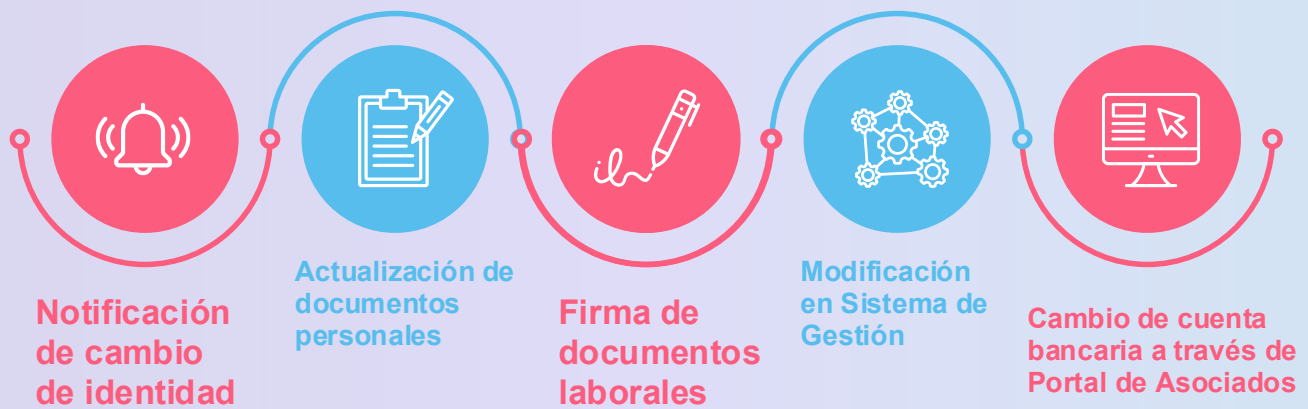 Notificación
de cambio
de identidad
Actualización de
documentos
personales
Firma de
documentos
laborales
Modificación
en Sistema de
Gestión
Cambio de cuenta
bancaria a través de
Portal de Asociados